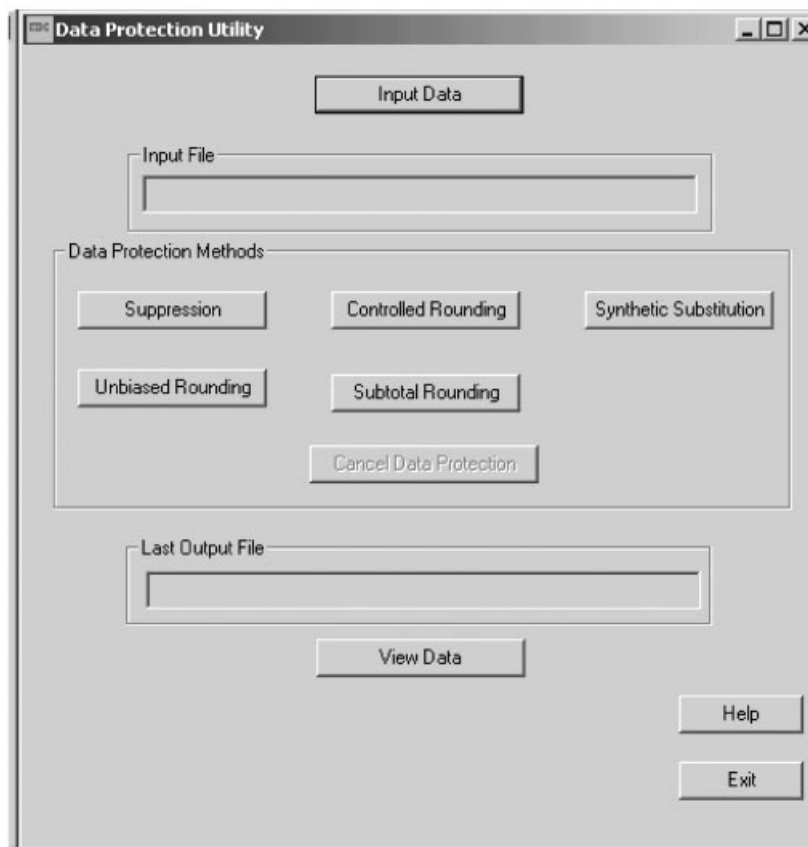 Data Protection Utility
Input Data
Input File
Data Protection Methods
Suppression
Controlled Rounding
Synthetic Substitution
Unbiased Rounding
Subtotal Rounding
Cancel Data Protection
Last Output File
View Data
Help
Exit